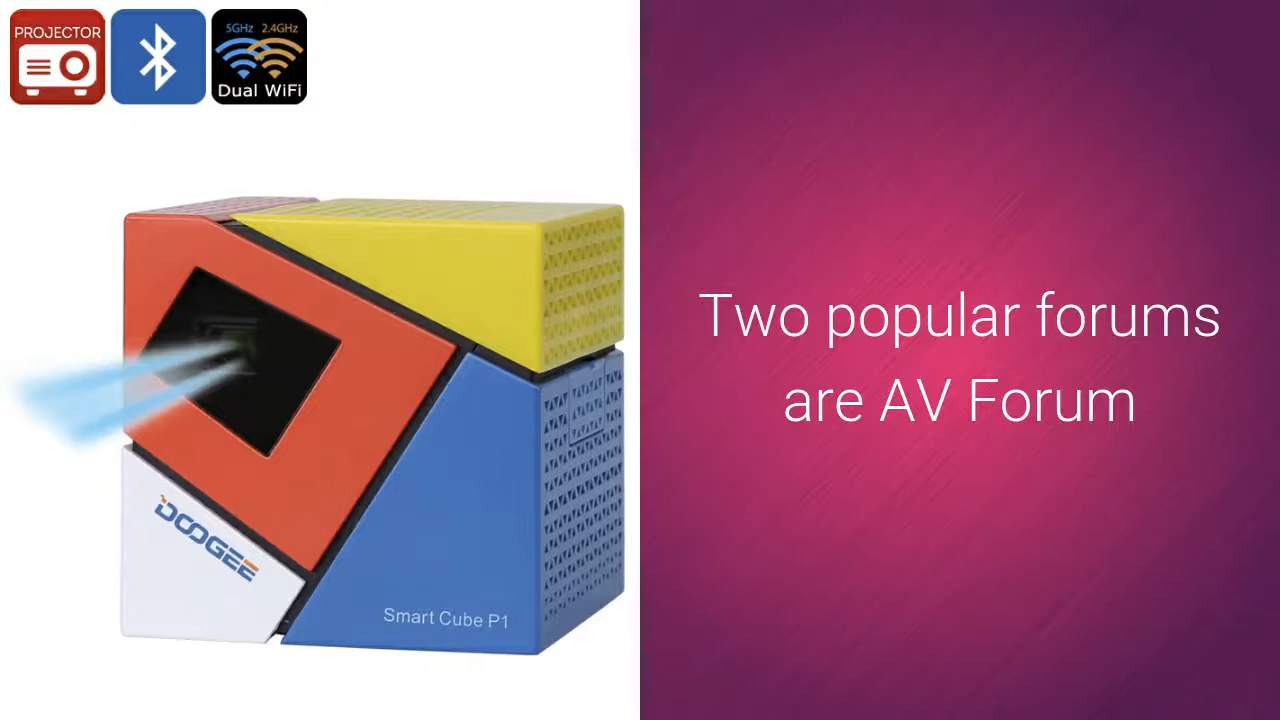 PROJECTOR
5GHz 2.4GHz
Dual WiFi
Two popular forums
are AV Forum
DOOGEE
Smart Cube P1